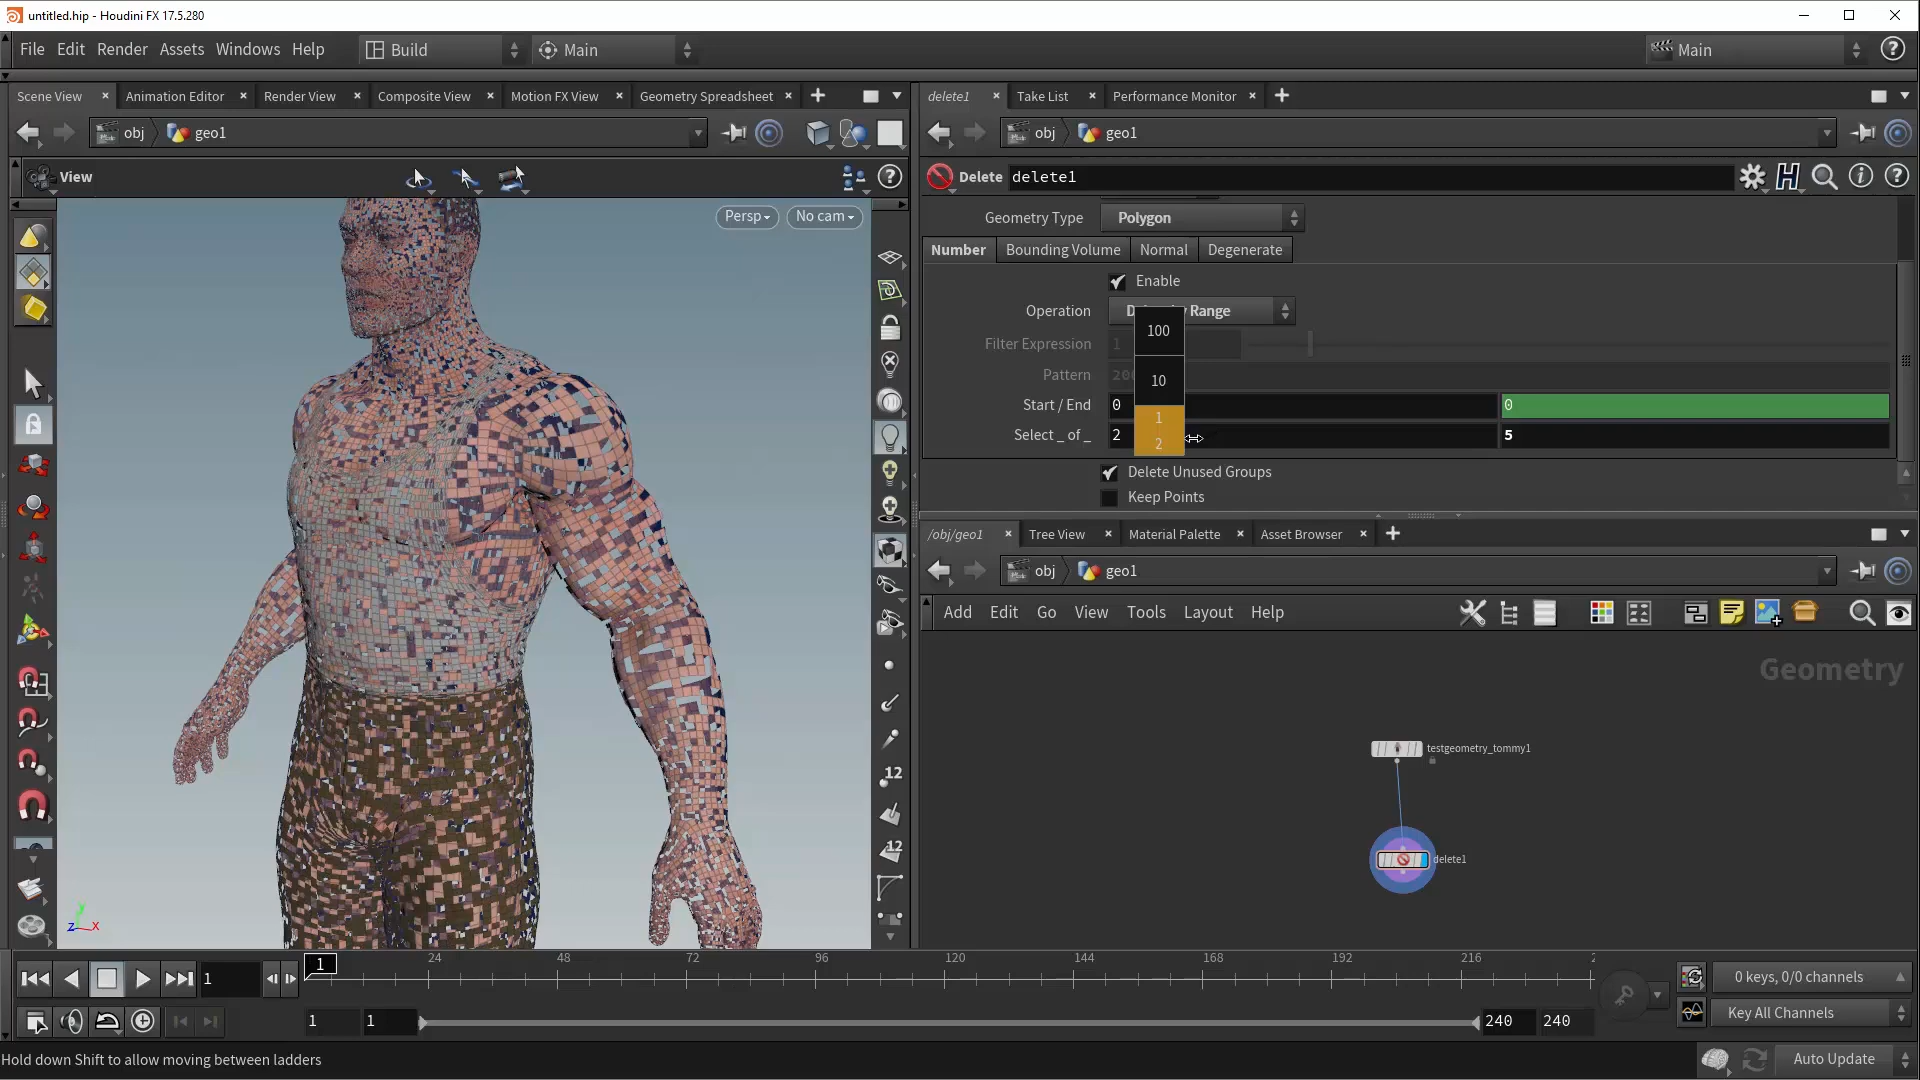 untitled.hip - Houdini FX 17.5.280
File Edit Render Assets Windows Help Build Main Main
Scene View Animation Editor Render View Composite View Motion FX View Geometry Spreadsheet
obj geo1
View
Persp No cam
delete1 Take List Performance Monitor
obj geo1
Delete delete1
Geometry Type Polygon
Number Bounding Volume Normal Degenerate
Enable
Operation Range
Filter Expression 1
Pattern
Start / End 0 0
Select _ of _ 2 5
100
10
1
2
Delete Unused Groups
Keep Points
/obj/geo1 Tree View Material Palette Asset Browser
obj geo1
Add Edit Go View Tools Layout Help
Geometry
testgeometry_tommy1
delete1
12
12
z y x
1 1 24 48 72 96 120 144 168 192 216 2
0 keys, 0/0 channels
1 1 240 240
Key All Channels
Hold down Shift to allow moving between ladders
Auto Update